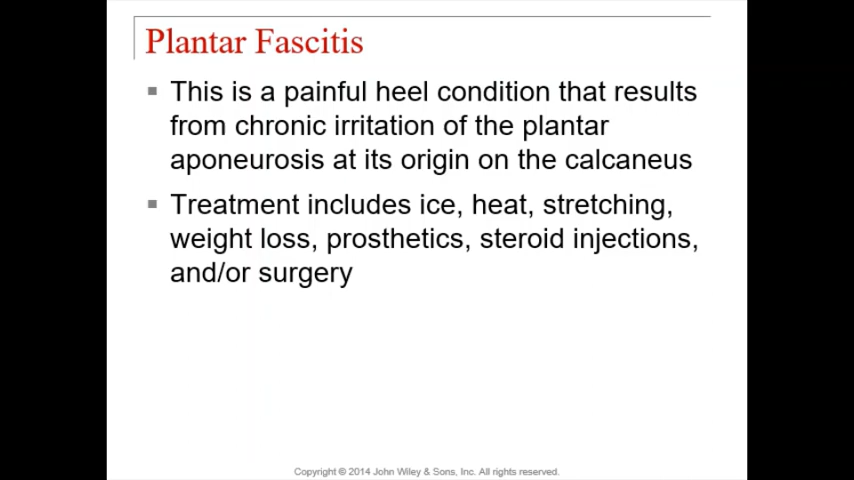 Plantar Fascitis
This is a painful heel condition that results
from chronic irritation of the plantar
aponeurosis at its origin on the calcaneus
Treatment includes ice, heat, stretching,
weight loss, prosthetics, steroid injections,
and/or surgery
Copyright © 2014 John Wiley & Sons, Inc. All rights reserved.